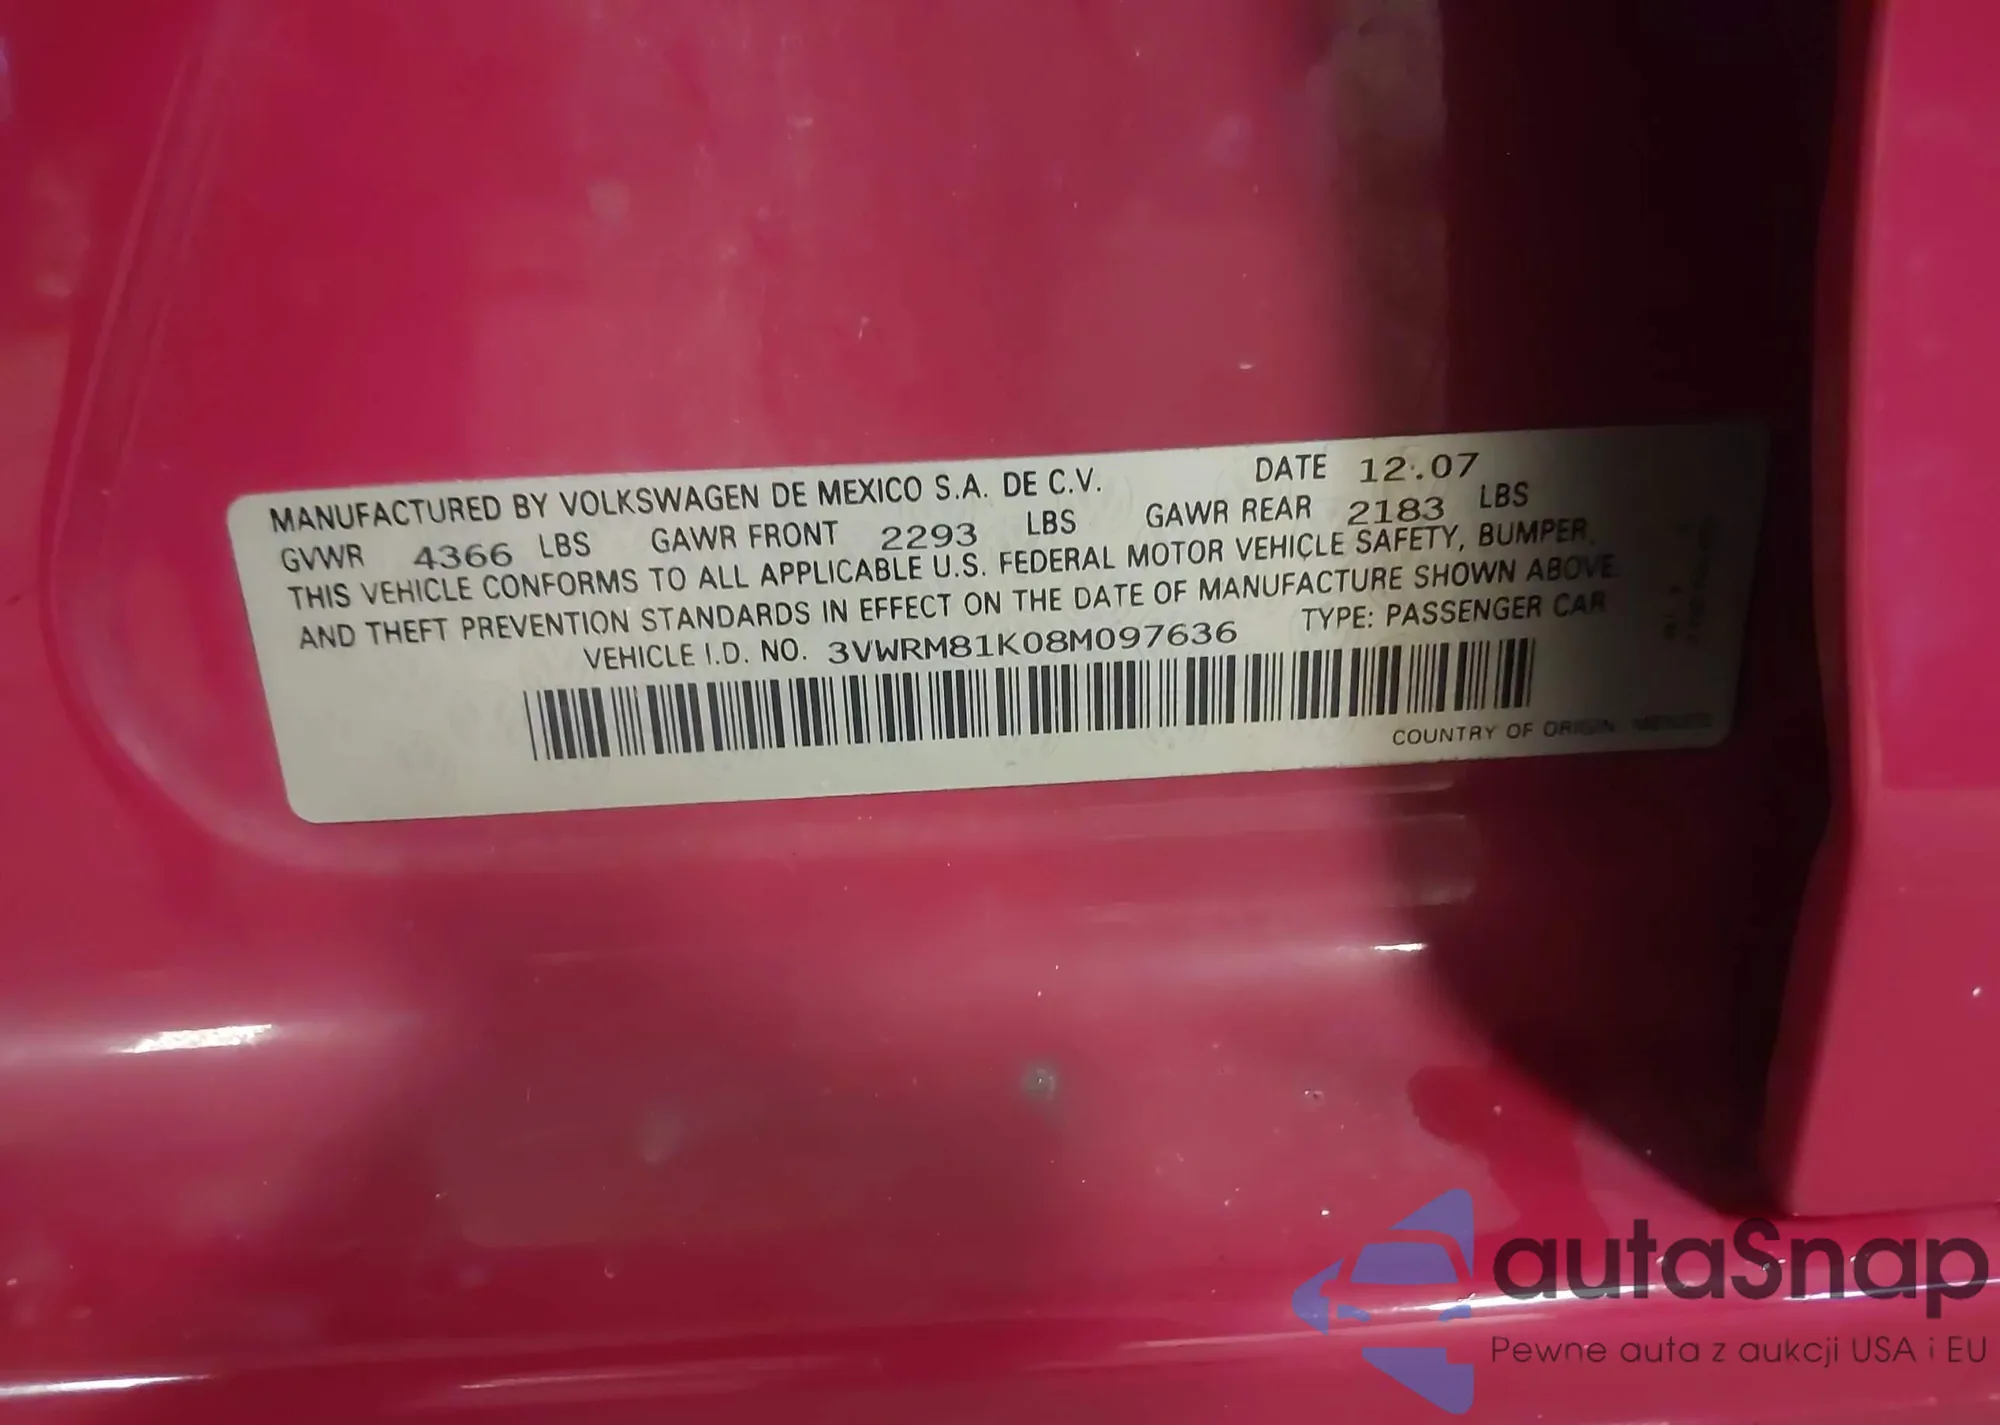 MANUFACTURED BY VOLKSWAGEN DE MEXICO S.A. DE C.V. DATE 12.07
GVWR 4366 LBS GAWR FRONT 2293 LBS GAWR REAR 2183 LBS
THIS VEHICLE CONFORMS TO ALL APPLICABLE U.S. FEDERAL MOTOR VEHICLE SAFETY, BUMPER,
AND THEFT PREVENTION STANDARDS IN EFFECT ON THE DATE OF MANUFACTURE SHOWN ABOVE.
VEHICLE I.D. NO. 3VWRM81K08M097636 TYPE: PASSENGER CAR
COUNTRY OF ORIGIN
autaSnap
Pewne auta z aukcji USA i EU